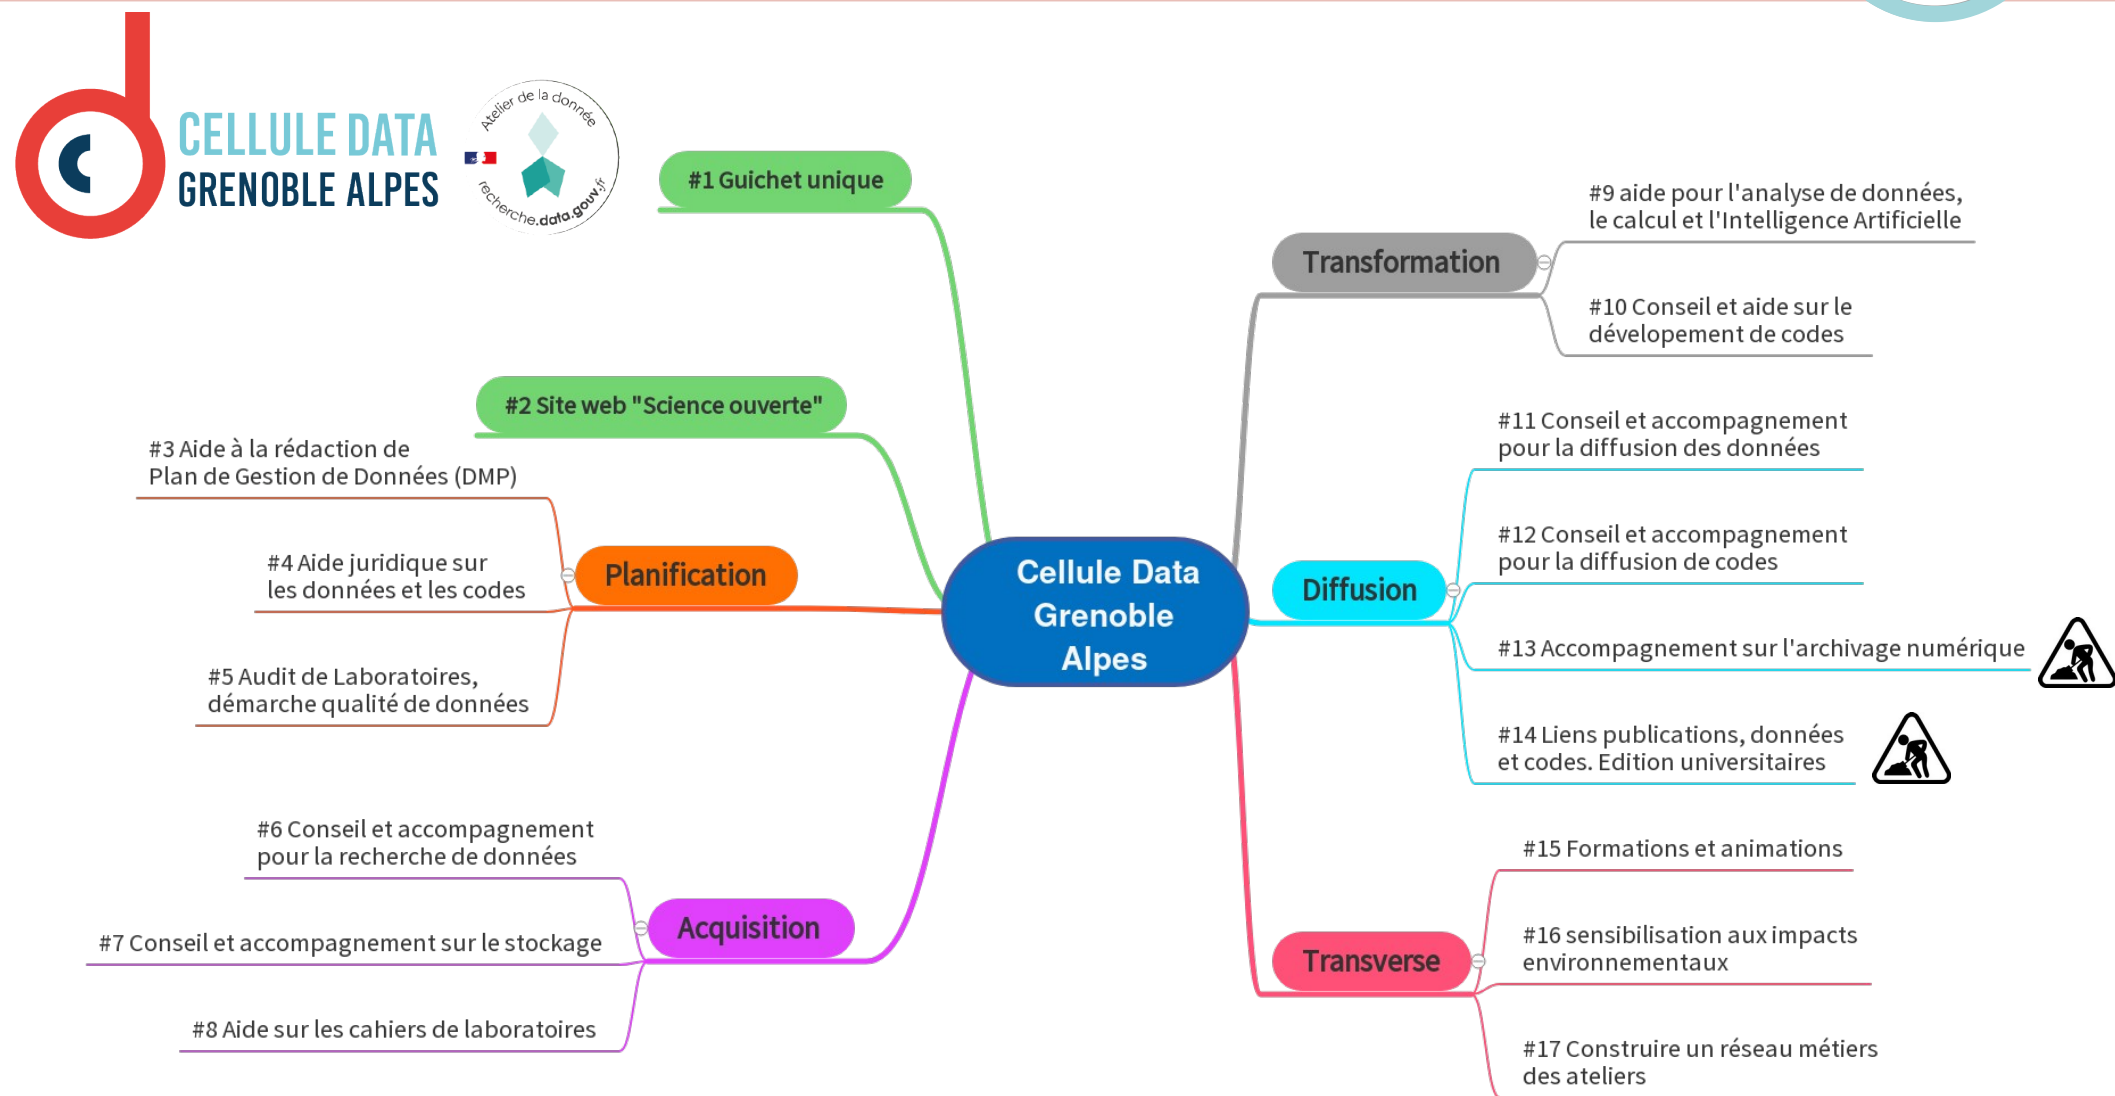 CELLULE DATA
GRENOBLE ALPES
Atelier de la donnée
recherche.data.gouv.fr
#1 Guichet unique
#2 Site web "Science ouverte"
#3 Aide à la rédaction de
Plan de Gestion de Données (DMP)
#4 Aide juridique sur
les données et les codes
#5 Audit de Laboratoires,
démarche qualité de données
Planification
#6 Conseil et accompagnement
pour la recherche de données
#7 Conseil et accompagnement sur le stockage
#8 Aide sur les cahiers de laboratoires
Acquisition
Cellule Data
Grenoble
Alpes
Transformation
#9 aide pour l'analyse de données,
le calcul et l'Intelligence Artificielle
#10 Conseil et aide sur le
dévelopement de codes
Diffusion
#11 Conseil et accompagnement
pour la diffusion des données
#12 Conseil et accompagnement
pour la diffusion de codes
#13 Accompagnement sur l'archivage numérique
#14 Liens publications, données
et codes. Edition universitaires
Transverse
#15 Formations et animations
#16 sensibilisation aux impacts
environnementaux
#17 Construire un réseau métiers
des ateliers